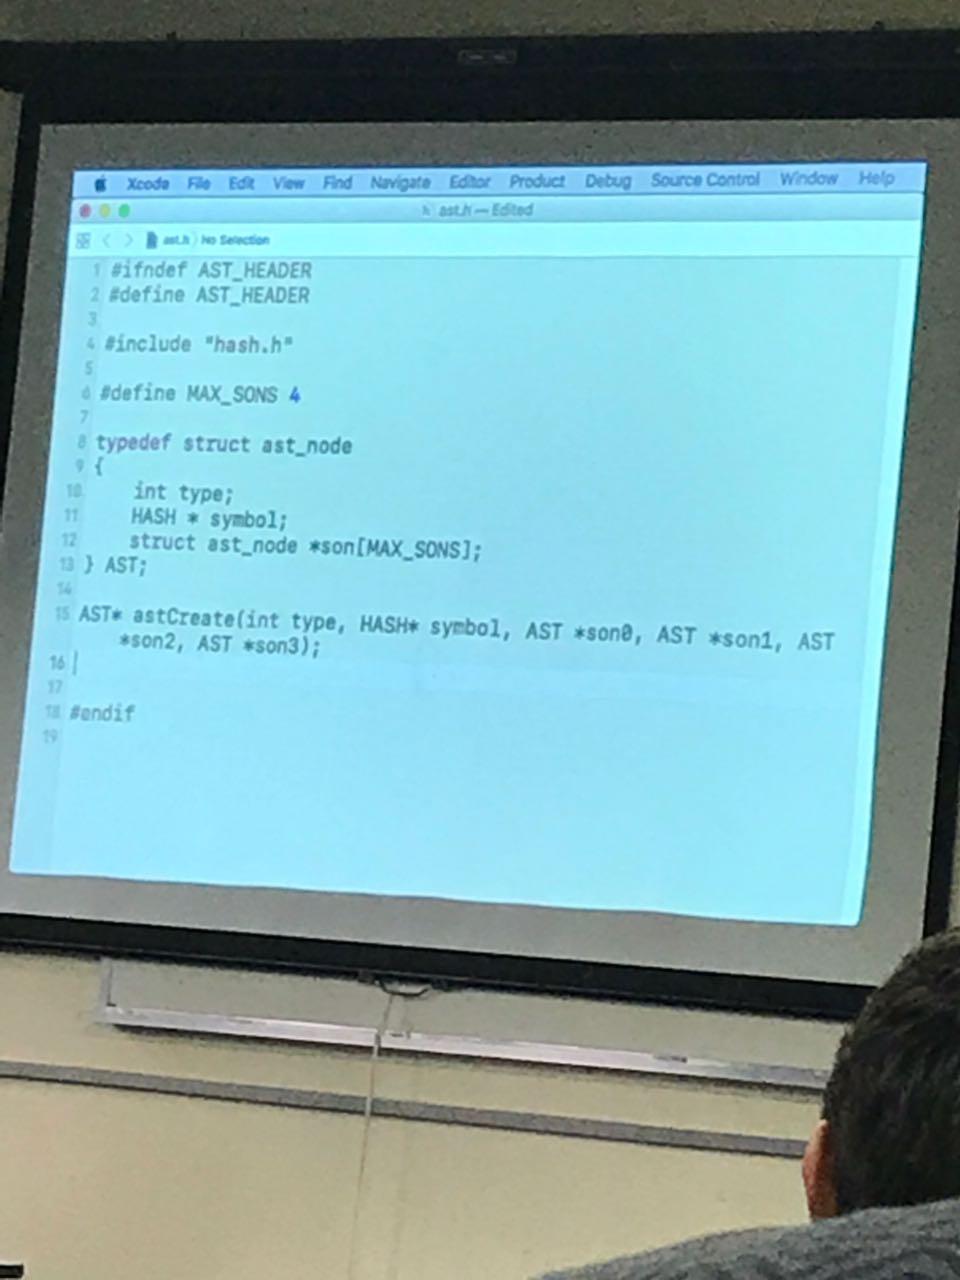 Xcode File Edit View Find Navigate Editor Product Debug Source Control Window Help
ast.h — Edited
ast.h No Selection
1 #ifndef AST_HEADER
2 #define AST_HEADER
3
4 #include "hash.h"
5
6 #define MAX_SONS 4
7
8 typedef struct ast_node
9 {
10 int type;
11 HASH * symbol;
12 struct ast_node *son[MAX_SONS];
13 } AST;
14
15 AST* astCreate(int type, HASH* symbol, AST *son0, AST *son1, AST
*son2, AST *son3);
16
17
18 #endif
19